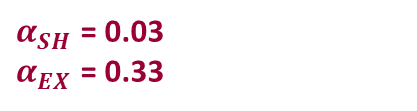 α_SH = 0.03
α_EX = 0.33